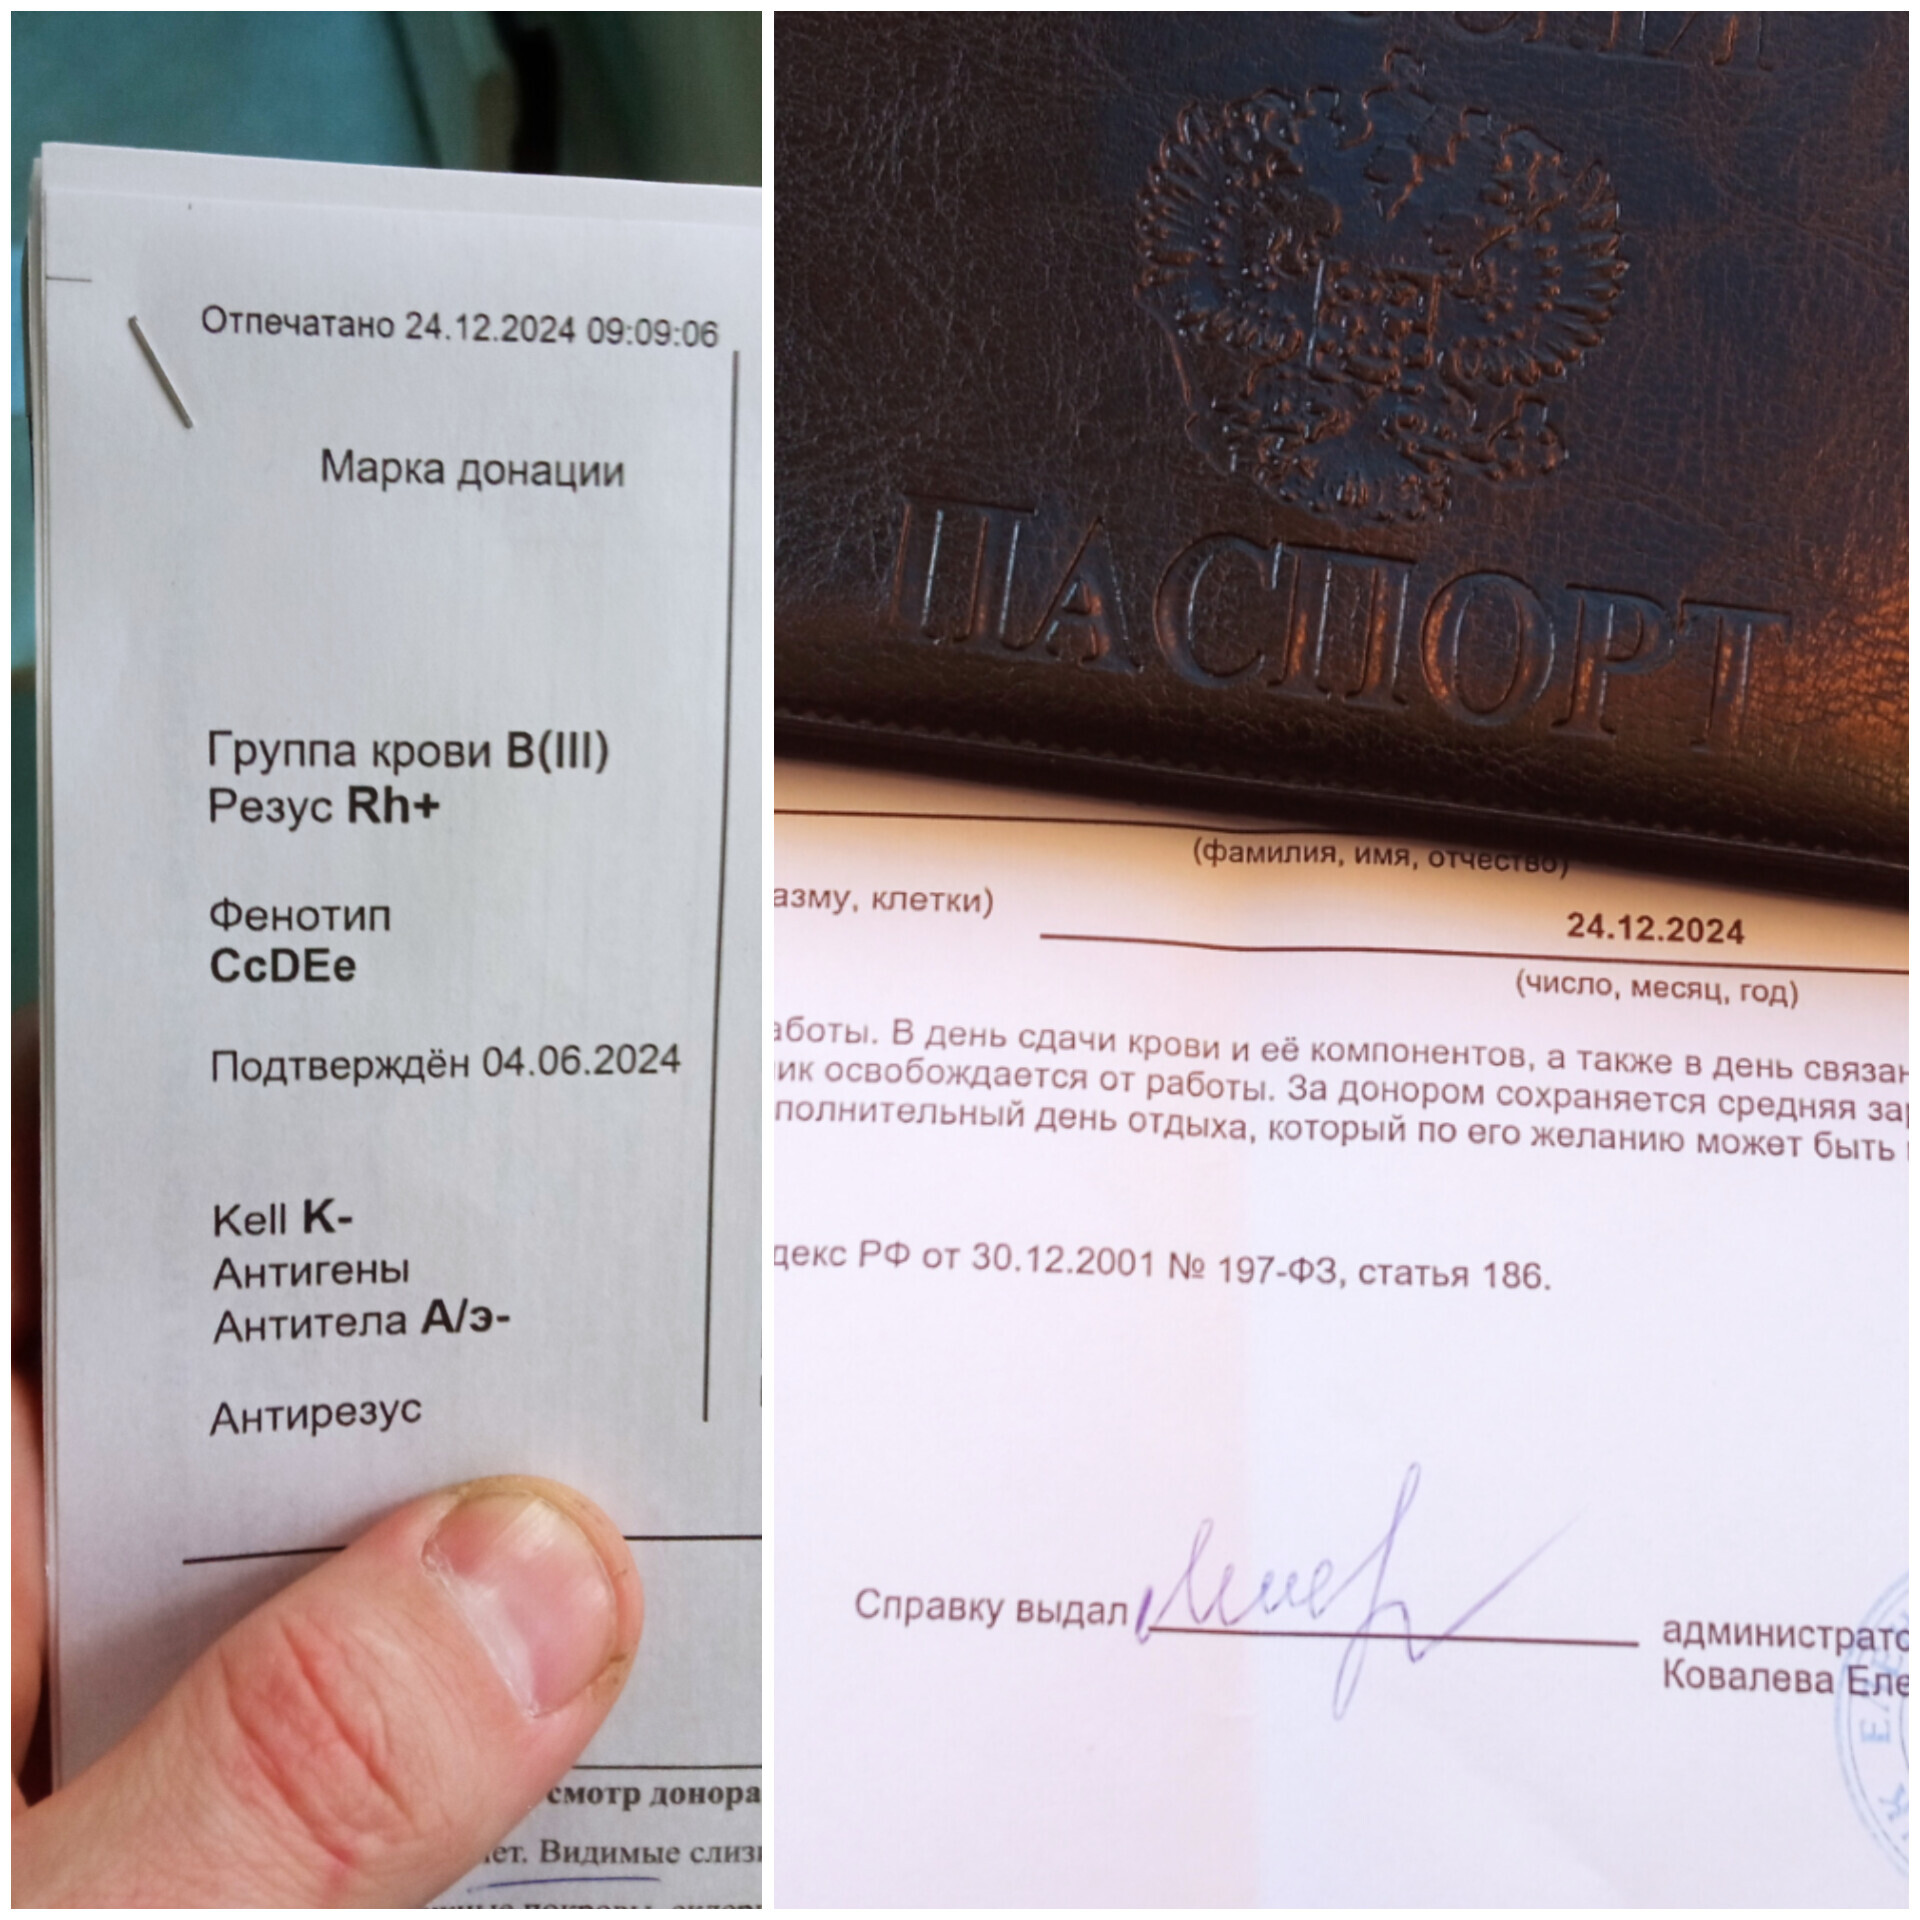 Отпечатано 24.12.2024 09:09:06
Марка донации
Группа крови B(III)
Резус Rh+
Фенотип
CcDEe
Подтверждён 04.06.2024
Kell K-
Антигены
Антитела А/э-
Антирезус
смотр донора
ет. Видимые слизи
ПАСПОРТ
(фамилия, имя, отчество)
азму, клетки)
24.12.2024
(число, месяц, год)
аботы. В день сдачи крови и её компонентов, а также в день связан
ик освобождается от работы. За донором сохраняется средняя зар
полнительный день отдыха, который по его желанию может быть
декс РФ от 30.12.2001 № 197-ФЗ, статья 186.
Справку выдал
администрато
Ковалева Еле